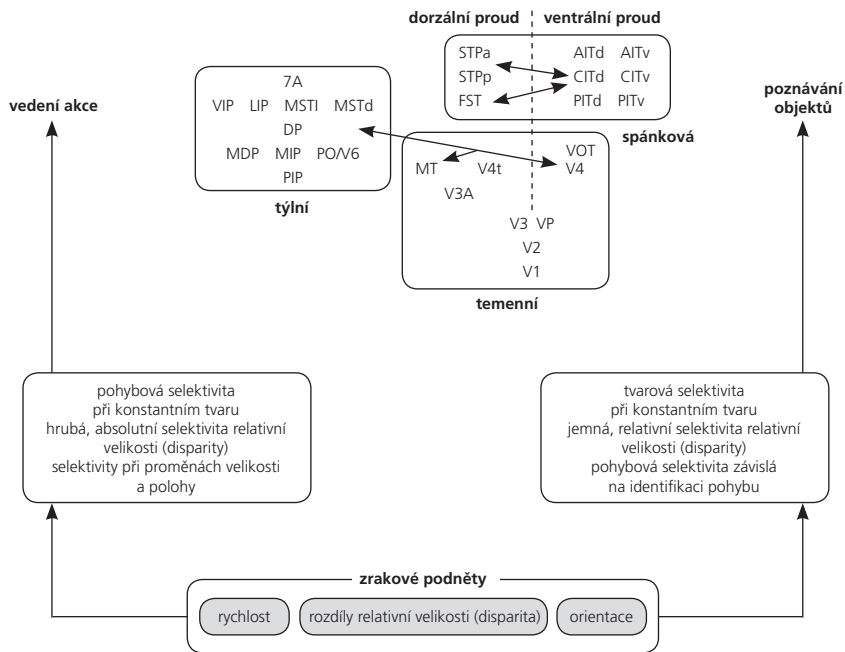 dorzální proud ventrální proud
STPa AITd AITv
STPp CITd CITv
FST PITd PITv
spánková
7A
VIP LIP MSTl MSTd
DP
MDP MIP PO/V6
PIP
týlní
VOT
MT V4t V4
V3A
V3 VP
V2
V1
temenní
vedení akce
poznávání
objektů
pohybová selektivita
při konstantním tvaru
hrubá, absolutní selektivita relativní
velikosti (disparity)
selektivity při proměnách velikosti
a polohy
tvarová selektivita
při konstantním tvaru
jemná, relativní selektivita relativní
velikosti (disparity)
pohybová selektivita závislá
na identifikaci pohybu
zrakové podněty
rychlost rozdíly relativní velikosti (disparita) orientace